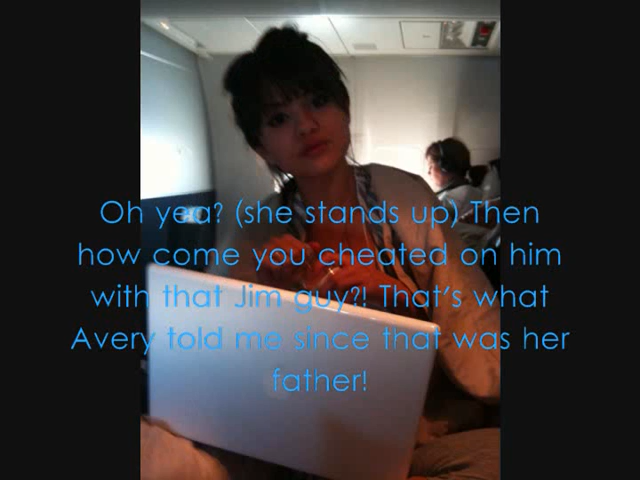 Oh yea? (she stands up) Then
how come you cheated on him
with that Jim guy?! That's what
Avery told me since that was her
father!